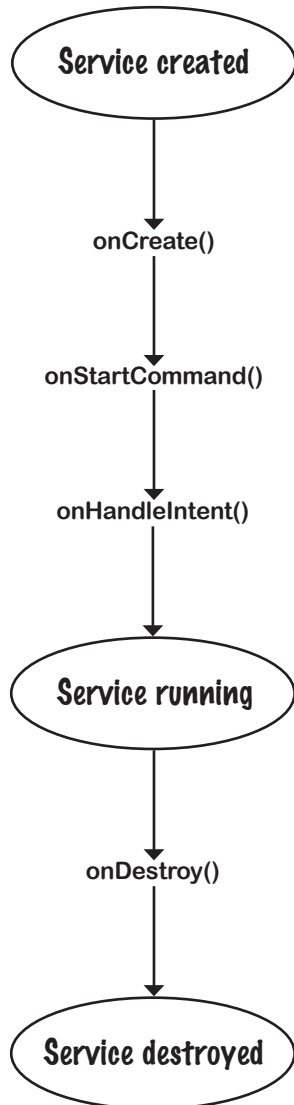 Service created
onCreate()
onStartCommand()
onHandleIntent()
Service running
onDestroy()
Service destroyed